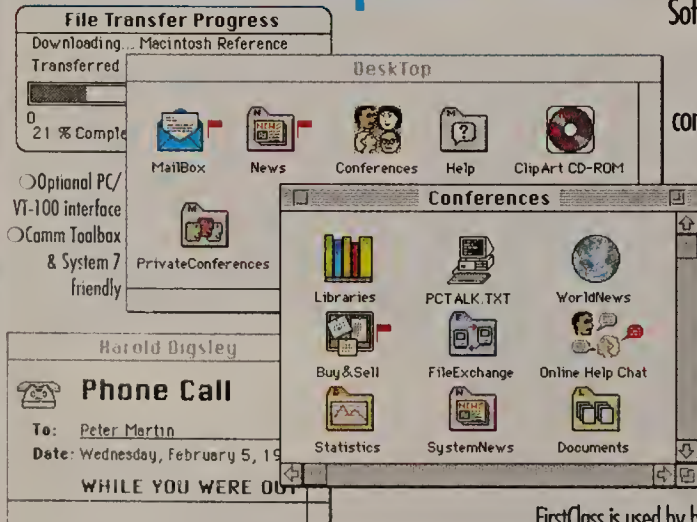 File Transfer Progress
Downloading... Macintosh Reference
Transferred
0
21 % Comple
Optional PC/
VT-100 interface
Comm Toolbox
& System 7
friendly
DeskTop
MailBox
News
Conferences
Help
ClipArt CD-ROM
PrivateConferences
Conferences
Libraries
PCTALK.TXT
WorldNews
Buy&Sell
FileExchange
Online Help Chat
Statistics
SystemNews
Documents
Harold Bigsley
Phone Call
To: Peter Martin
Date: Wednesday, February 5, 19
WHILE YOU WERE OUT
Sof
con
FirstClass is used by b